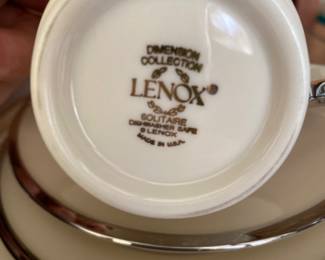 DIMENSION
COLLECTION
LENOX®
SOLITAIRE
DISHWASHER SAFE
© LENOX
MADE IN U.S.A.